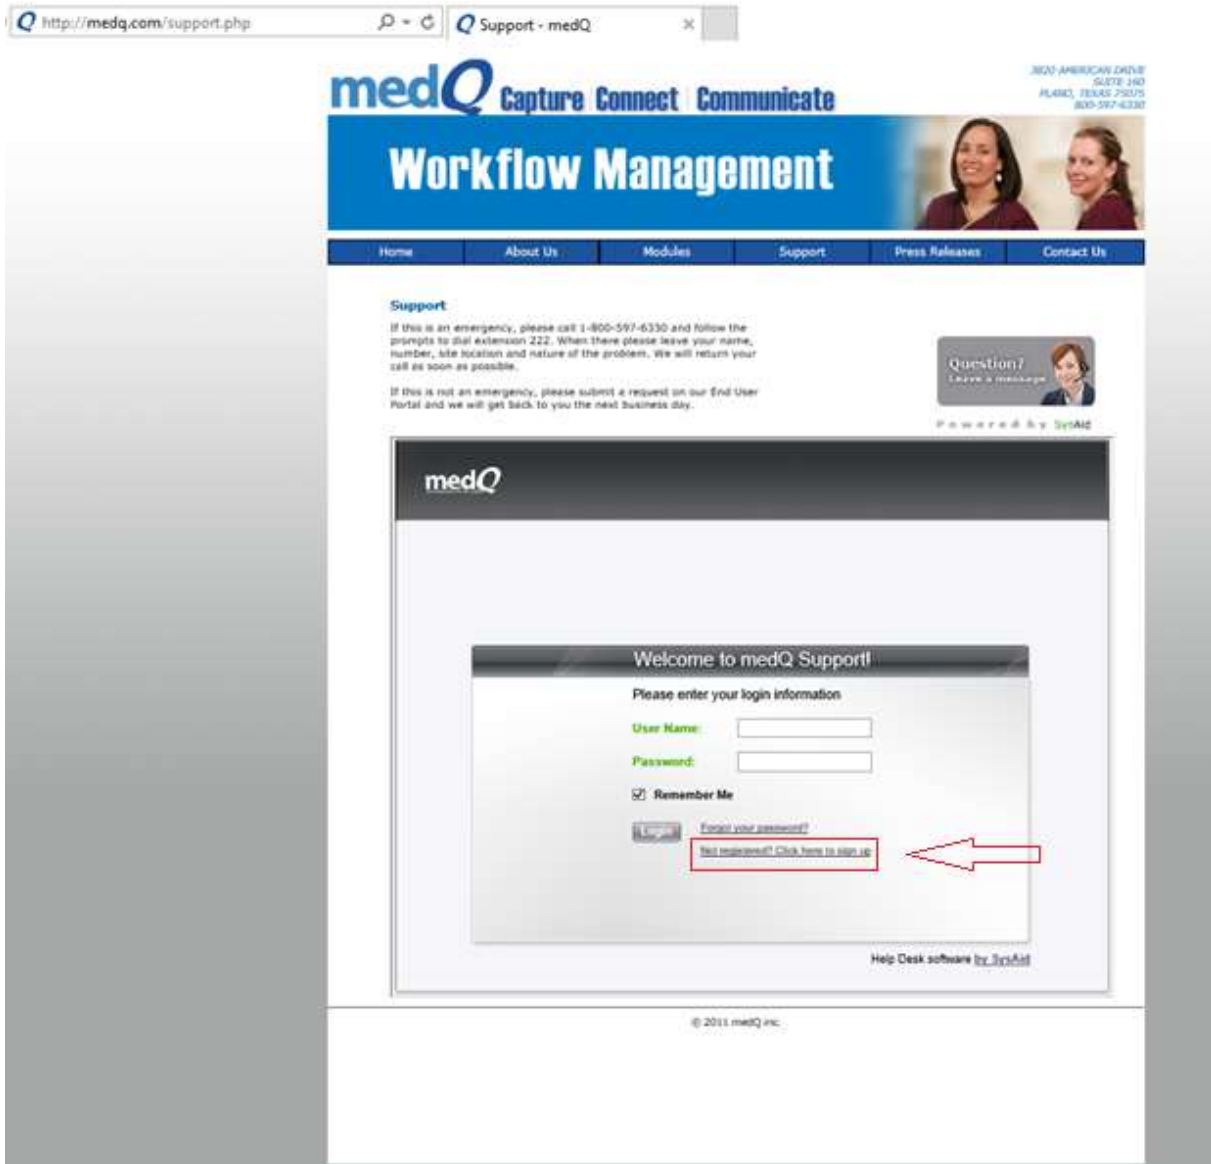 http://medq.com/support.php
Support - medQ
medQ Capture Connect Communicate
3820 AMERICAN DRIVE
SUITE 160
PLANO, TEXAS 75075
800-597-6330
Workflow Management
Home About Us Modules Support Press Releases Contact Us
Support
If this is an emergency, please call 1-800-597-6330 and follow the
prompts to dial extension 222. When there please leave your name,
number, site location and nature of the problem. We will return your
call as soon as possible.
If this is not an emergency, please submit a request on our End User
Portal and we will get back to you the next business day.
Question?
Leave a message
Powered by SysAid
medQ
Welcome to medQ Support!
Please enter your login information
User Name:
Password:
Remember Me
Login
Forgot your password?
Not registered? Click here to sign up
Help Desk software by SysAid
© 2011 medQ inc.